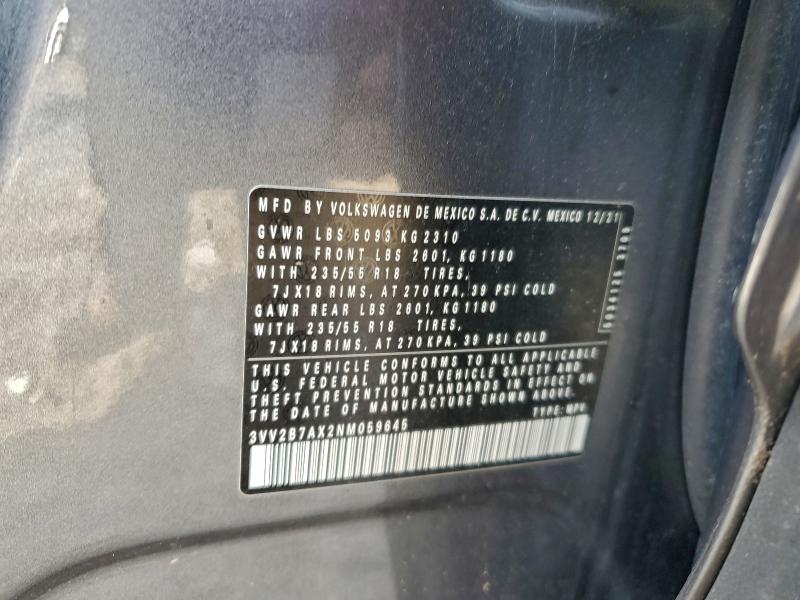 MFD BY VOLKSWAGEN DE MEXICO S.A. DE C.V. MEXICO 12/21
GVWR LBS 5093 KG 2310
GAWR FRONT LBS 2601, KG 1180
WITH 235/55 R18 TIRES,
7JX18 RIMS, AT 270 KPA, 39 PSI COLD
GAWR REAR LBS 2601, KG 1180
WITH 235/55 R18 TIRES,
7JX18 RIMS, AT 270 KPA, 39 PSI COLD
THIS VEHICLE CONFORMS TO ALL APPLICABLE
U.S. FEDERAL MOTOR VEHICLE SAFETY AND
THEFT PREVENTION STANDARDS IN EFFECT ON
THE DATE OF MANUFACTURE SHOWN ABOVE.
TYPE: MPV
3VV2B7AX2NM059645